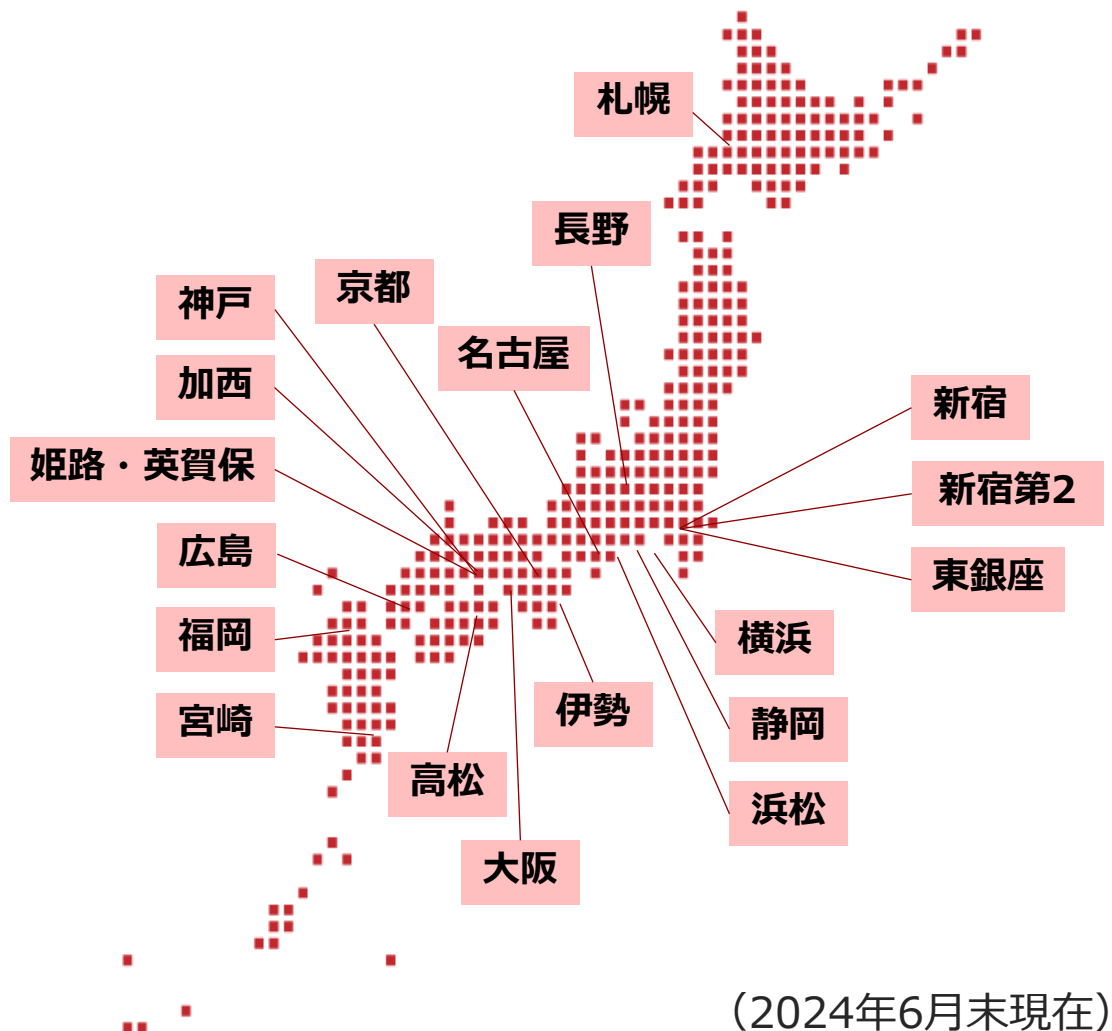 札幌
長野
京都
神戸
名古屋
加西
新宿
姫路・英賀保
新宿第2
広島
東銀座
福岡
横浜
伊勢
宮崎
静岡
高松
浜松
大阪
（2024年6月末現在）